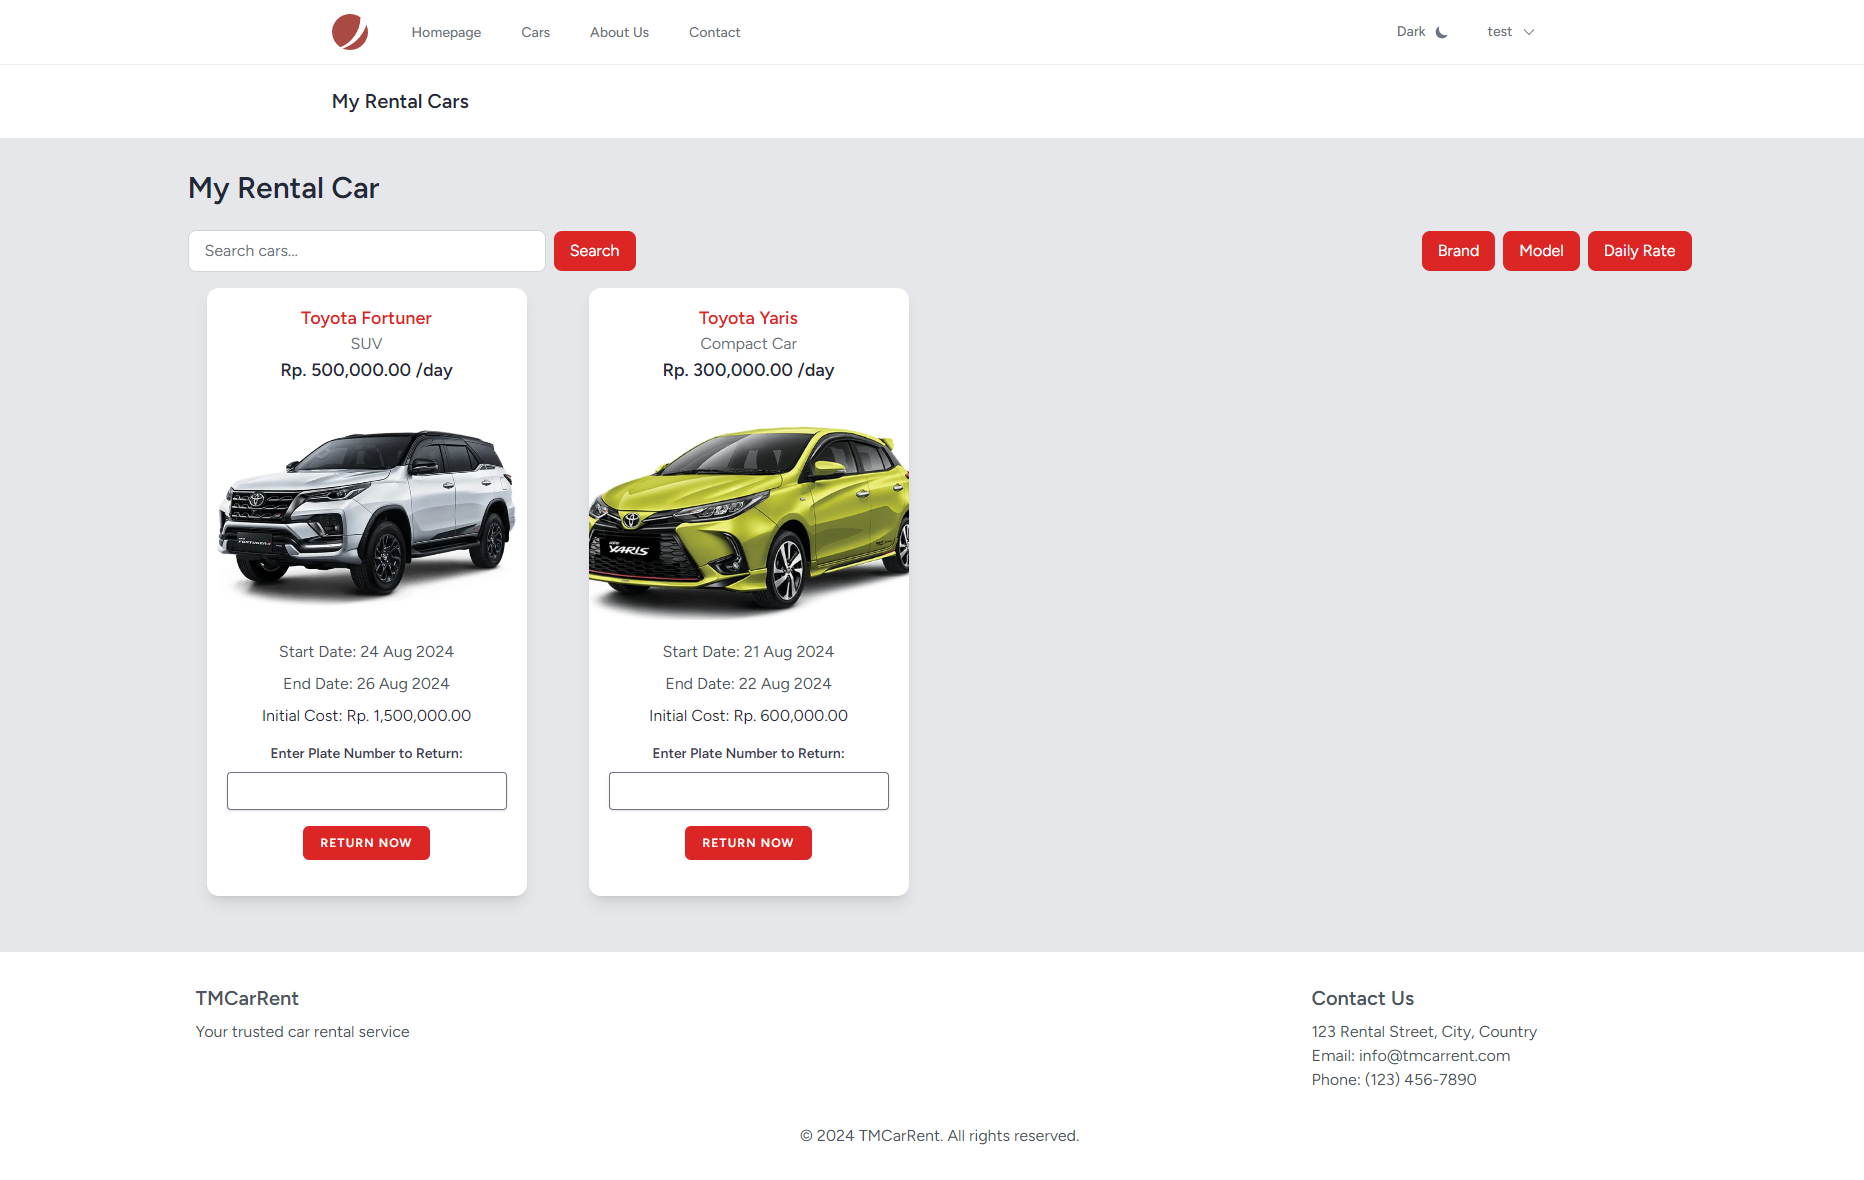 Homepage Cars About Us Contact Dark test
My Rental Cars
My Rental Car
Search cars... Search Brand Model Daily Rate
Toyota Fortuner
SUV
Rp. 500,000.00 /day
FORTUNER
Start Date: 24 Aug 2024
End Date: 26 Aug 2024
Initial Cost: Rp. 1,500,000.00
Enter Plate Number to Return:
RETURN NOW
Toyota Yaris
Compact Car
Rp. 300,000.00 /day
YARIS
Start Date: 21 Aug 2024
End Date: 22 Aug 2024
Initial Cost: Rp. 600,000.00
Enter Plate Number to Return:
RETURN NOW
TMCarRent
Your trusted car rental service
Contact Us
123 Rental Street, City, Country
Email: info@tmcarrent.com
Phone: (123) 456-7890
© 2024 TMCarRent. All rights reserved.